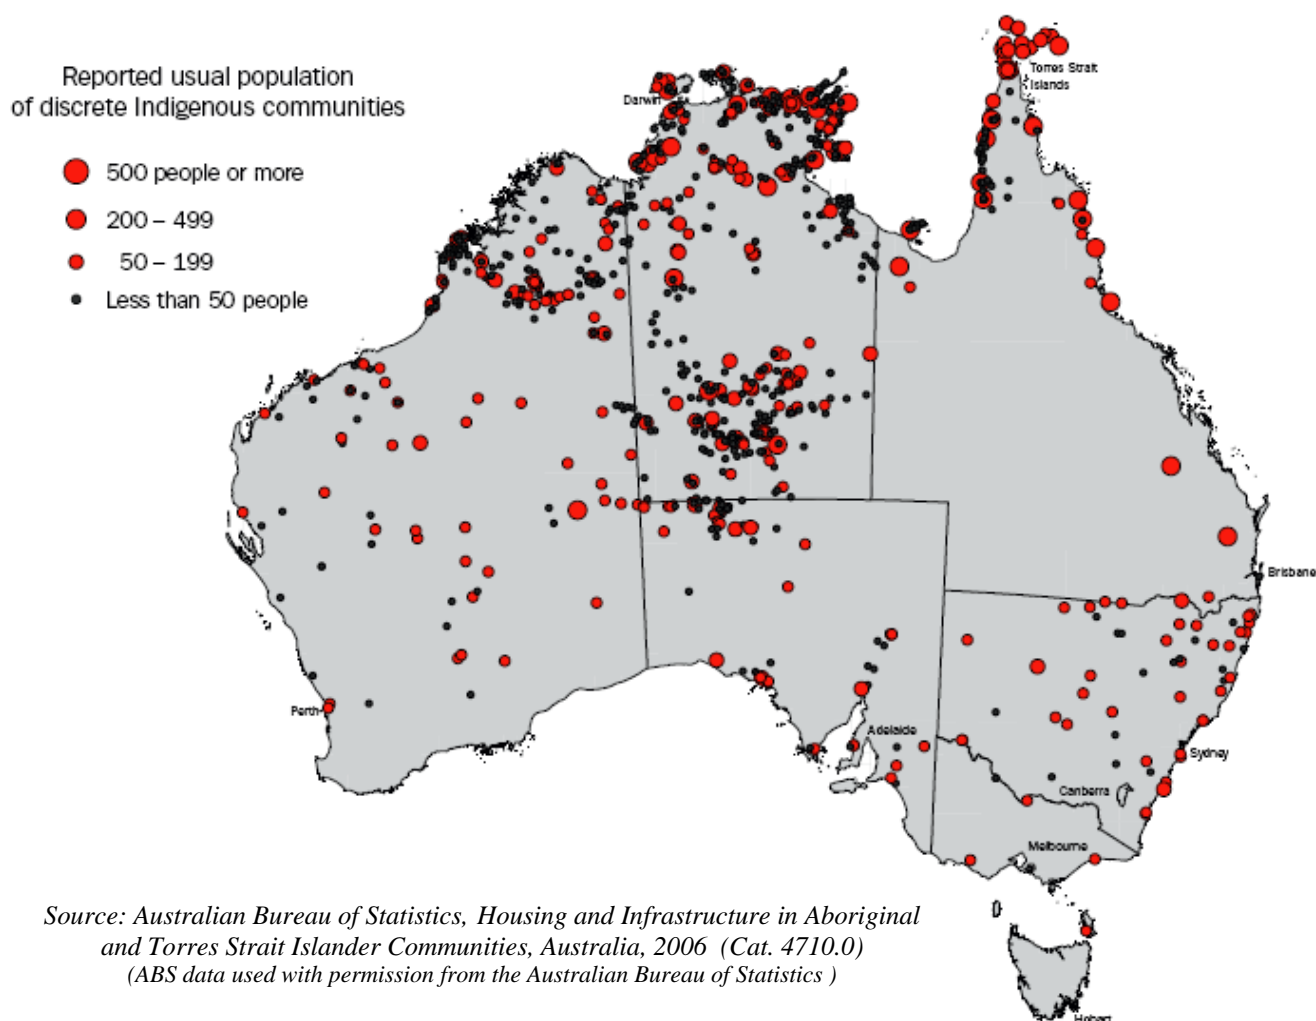 Reported usual population
of discrete Indigenous communities
500 people or more
200 – 499
50 – 199
Less than 50 people
Darwin
Torres Strait
Islands
Brisbane
Perth
Adelaide
Sydney
Canberra
Melbourne
Hobart
Source: Australian Bureau of Statistics, Housing and Infrastructure in Aboriginal
and Torres Strait Islander Communities, Australia, 2006 (Cat. 4710.0)
(ABS data used with permission from the Australian Bureau of Statistics )